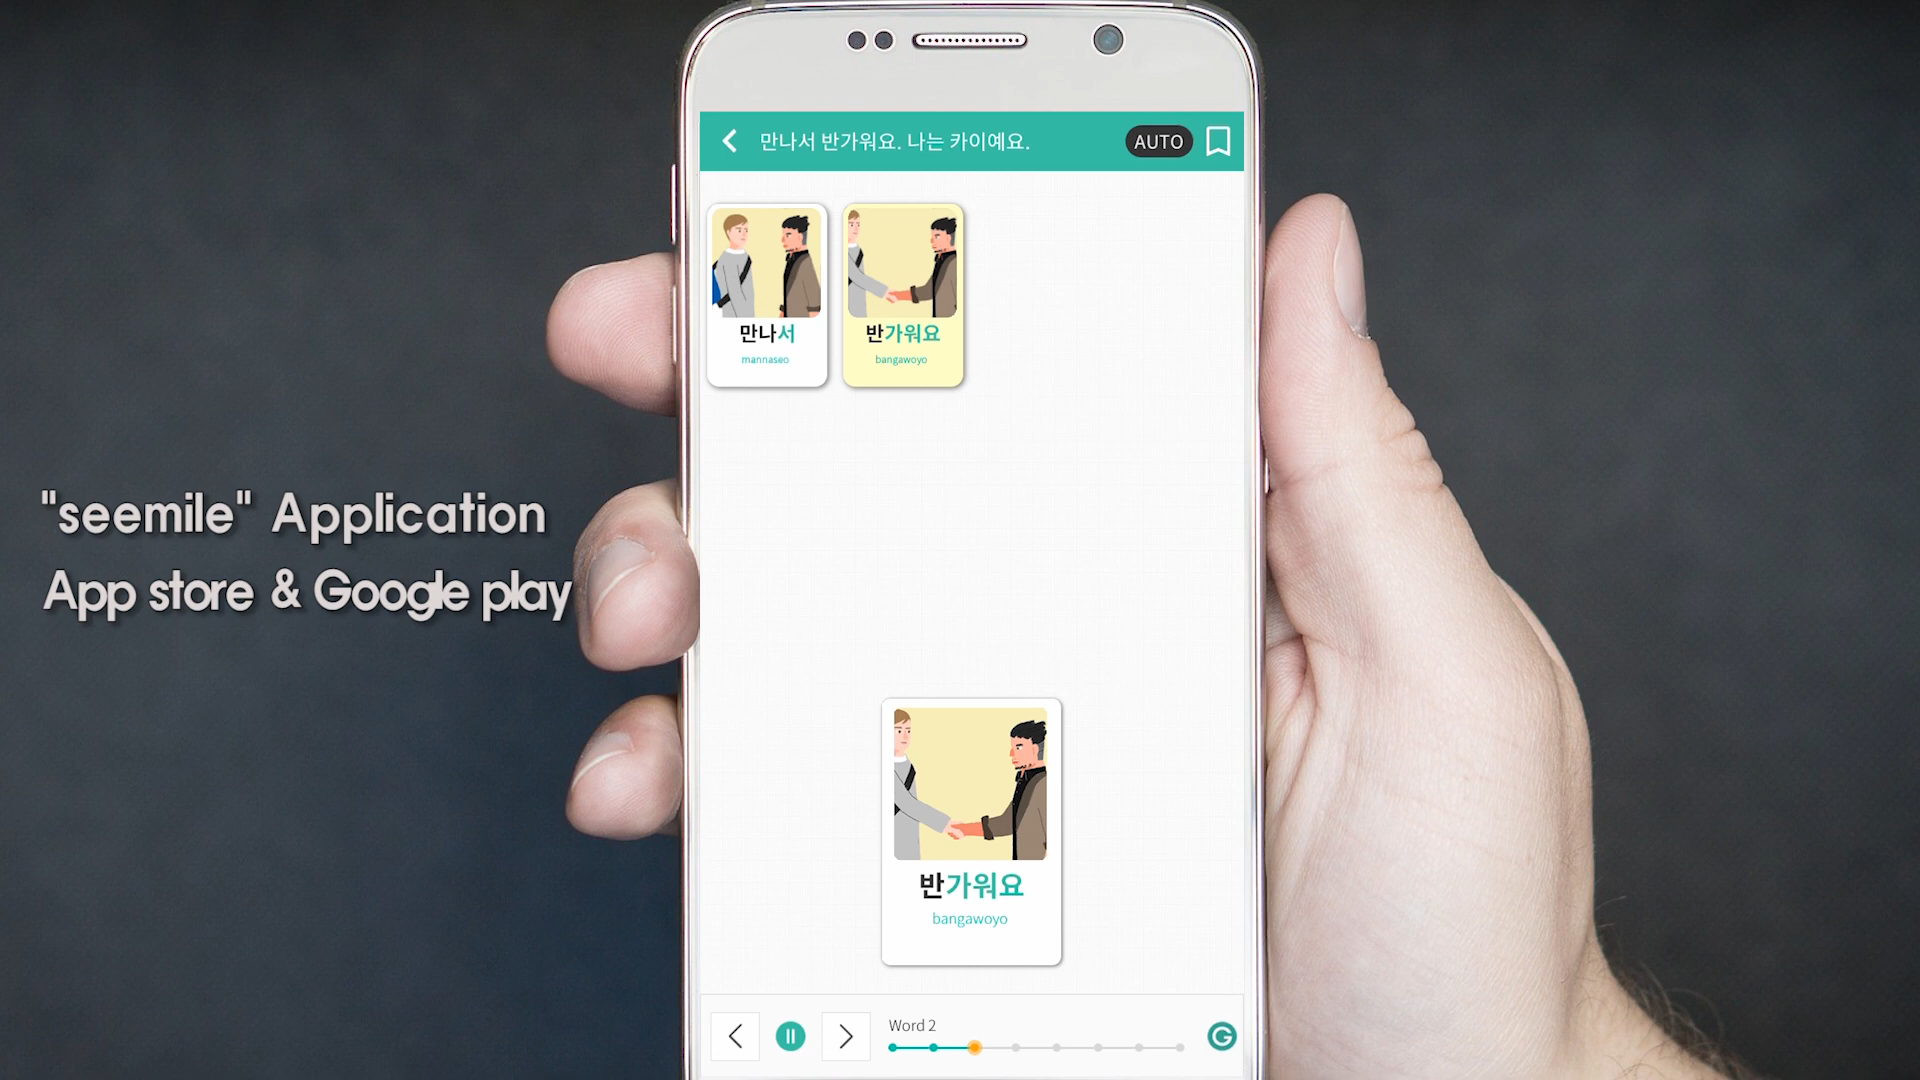 만나서 반가워요. 나는 카이예요.
AUTO
만나서
mannaseo
반가워요
bangawoyo
"seemile" Application
App store & Google play
반가워요
bangawoyo
Word 2
G